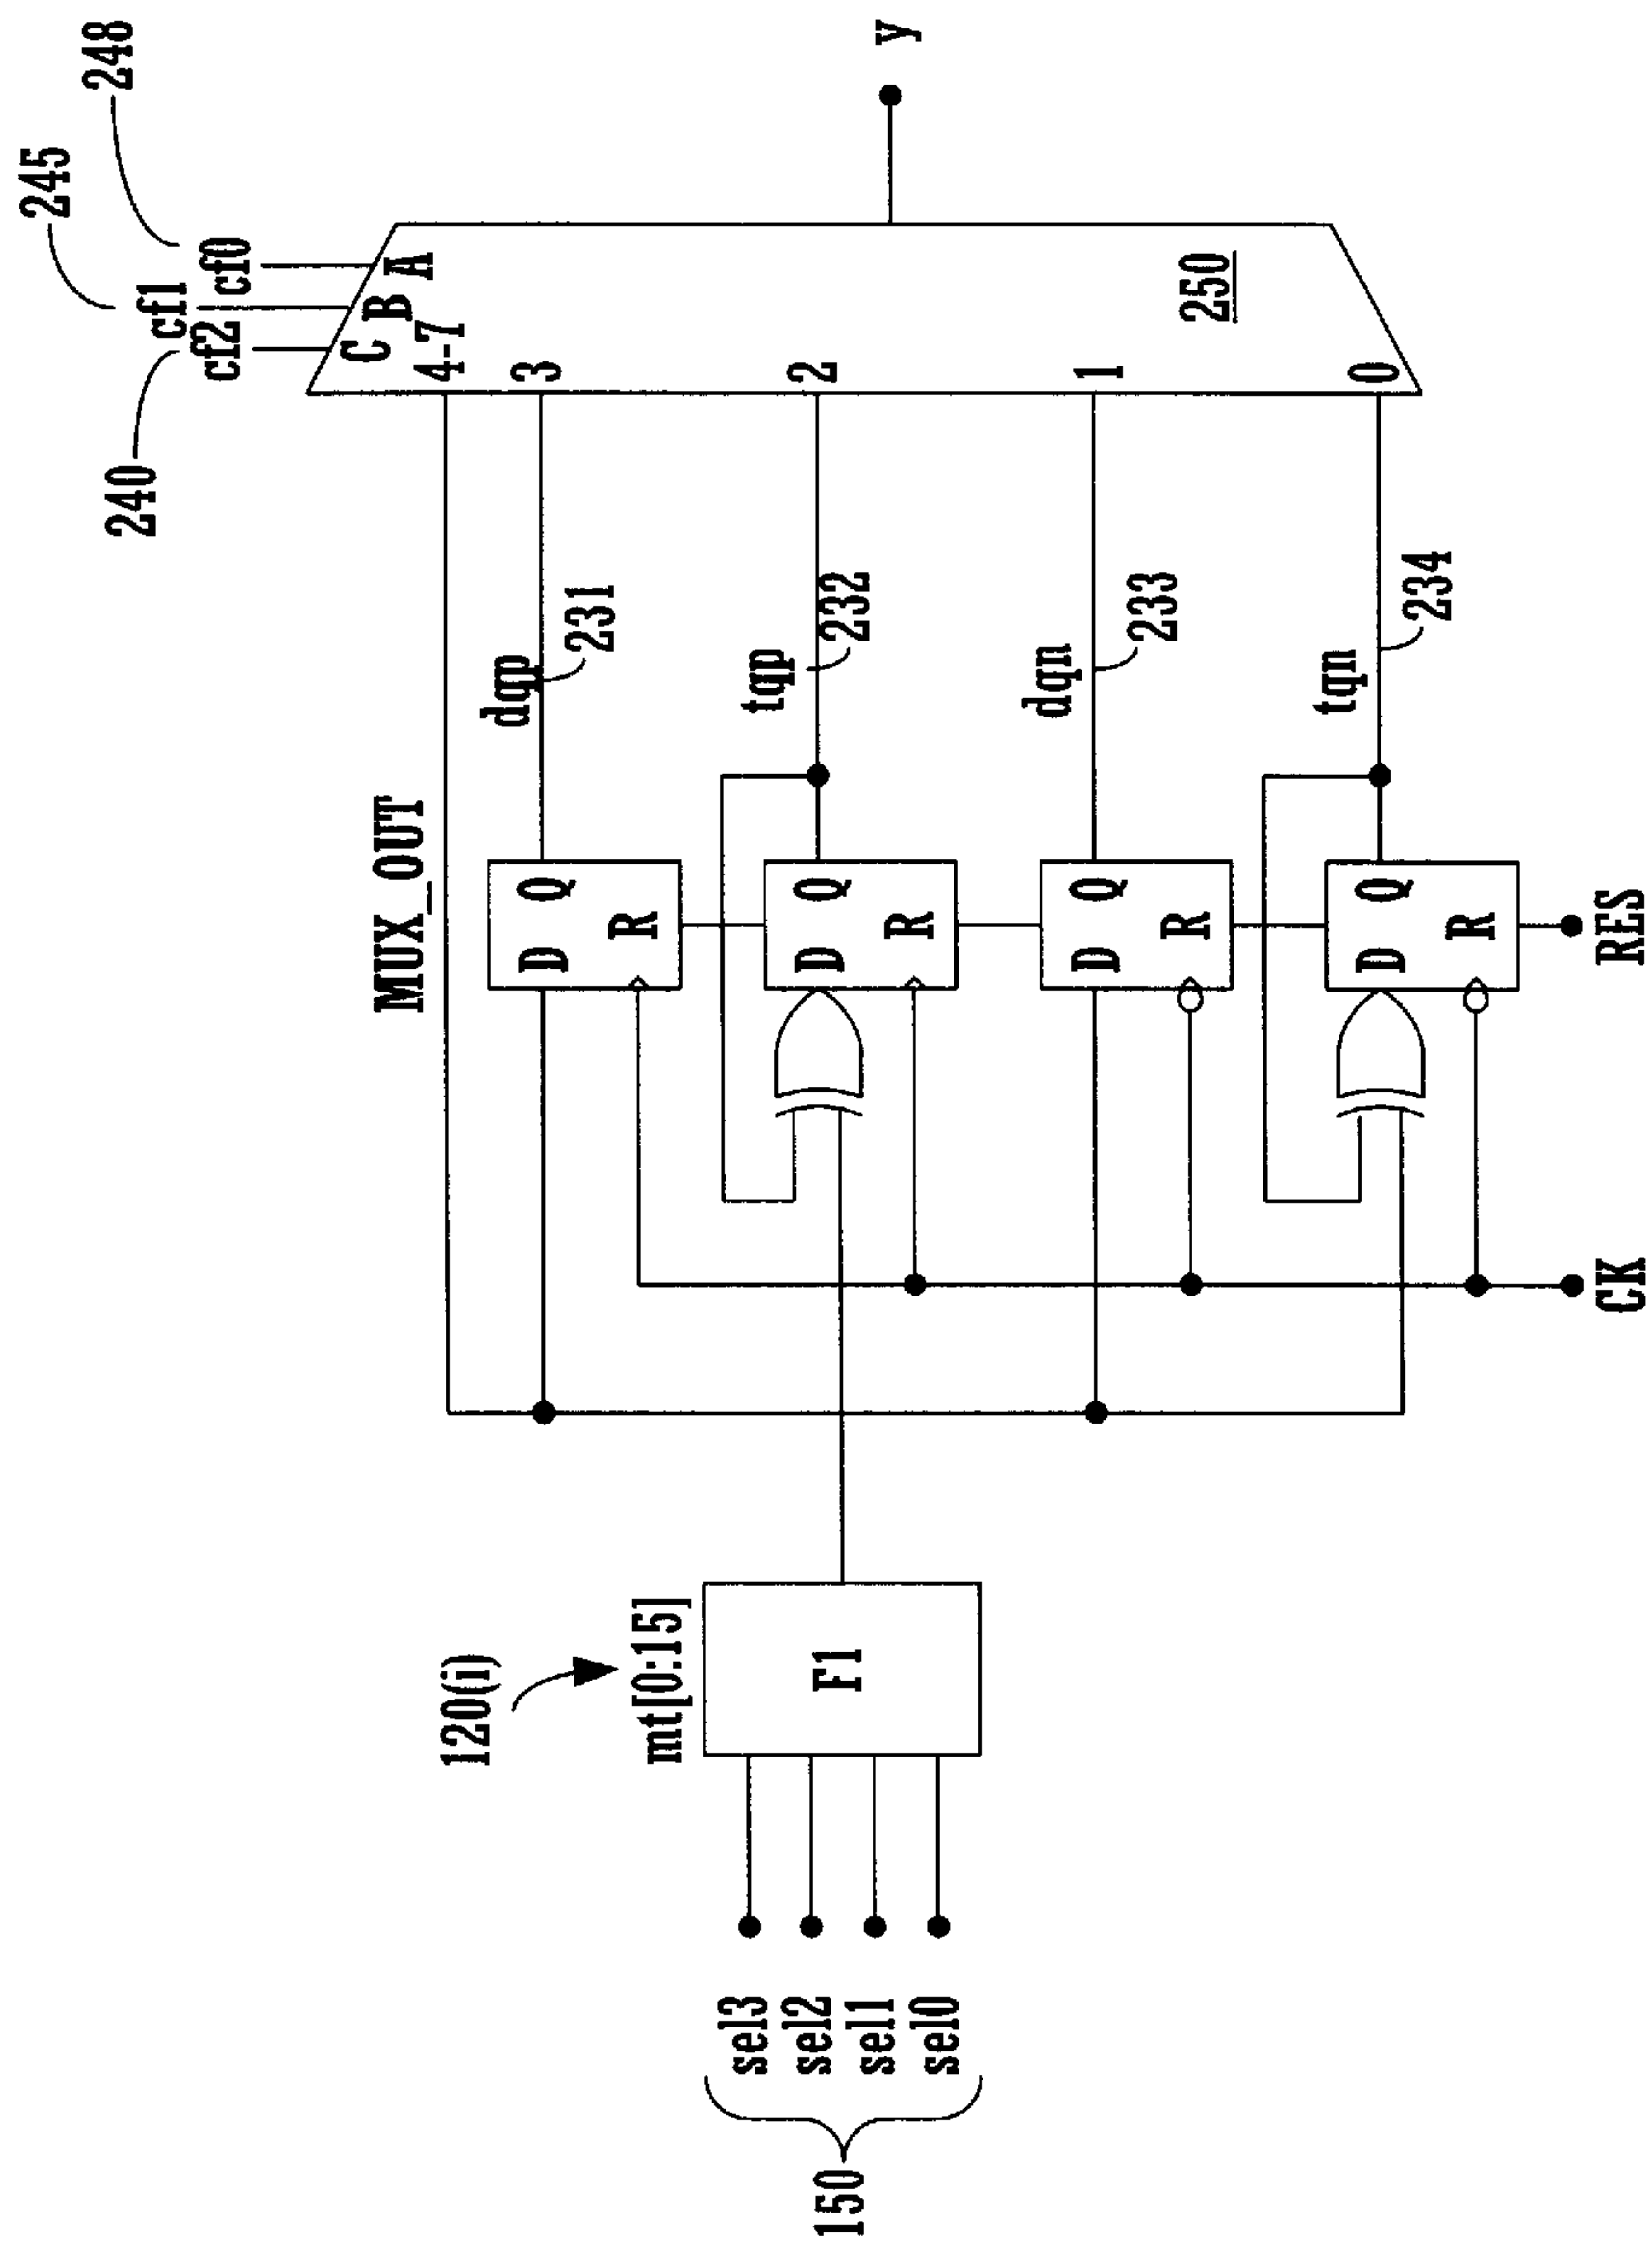 120(i)
mt[0:15]
F1
sel3
sel2
sel1
sel0
150
MUX_OUT
D Q
R
dqp
231
D Q
R
tqp
232
D Q
R
dqn
233
D Q
R
tqn
234
CK
RES
240
245
248
cf2
cf1
cf0
C
B
A
4-7
3
2
1
0
250
y